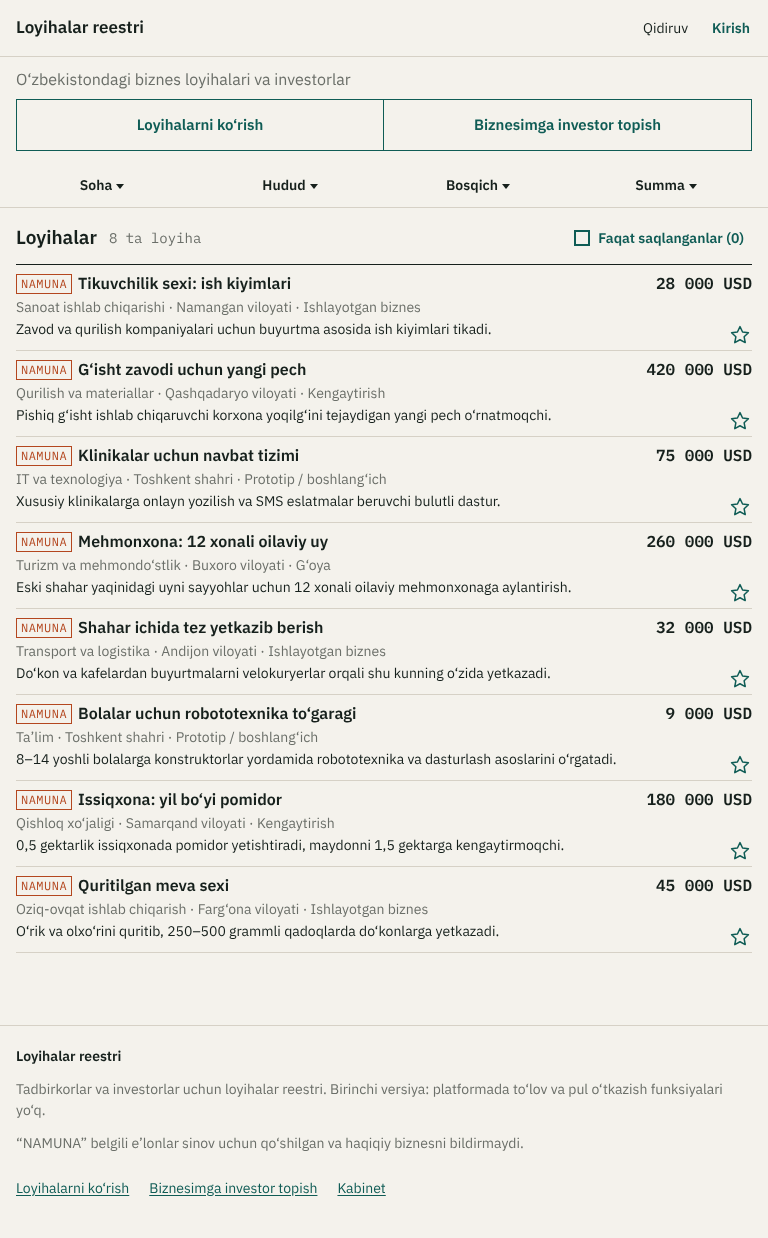 Loyihalar reestri
Qidiruv Kirish
Oʻzbekistondagi biznes loyihalari va investorlar
Loyihalarni koʻrish Biznesimga investor topish
Soha Hudud Bosqich Summa
Loyihalar 8 ta loyiha Faqat saqlanganlar (0)
NAMUNA Tikuvchilik sexi: ish kiyimlari 28 000 USD
Sanoat ishlab chiqarishi · Namangan viloyati · Ishlayotgan biznes
Zavod va qurilish kompaniyalari uchun buyurtma asosida ish kiyimlari tikadi.
NAMUNA Gʻisht zavodi uchun yangi pech 420 000 USD
Qurilish va materiallar · Qashqadaryo viloyati · Kengaytirish
Pishiq gʻisht ishlab chiqaruvchi korxona yoqilgʻini tejaydigan yangi pech oʻrnatmoqchi.
NAMUNA Klinikalar uchun navbat tizimi 75 000 USD
IT va texnologiya · Toshkent shahri · Prototip / boshlangʻich
Xususiy klinikalarga onlayn yozilish va SMS eslatmalar beruvchi bulutli dastur.
NAMUNA Mehmonxona: 12 xonali oilaviy uy 260 000 USD
Turizm va mehmondoʻstlik · Buxoro viloyati · Gʻoya
Eski shahar yaqinidagi uyni sayyohlar uchun 12 xonali oilaviy mehmonxonaga aylantirish.
NAMUNA Shahar ichida tez yetkazib berish 32 000 USD
Transport va logistika · Andijon viloyati · Ishlayotgan biznes
Doʻkon va kafelardan buyurtmalarni velokuryerlar orqali shu kunning oʻzida yetkazadi.
NAMUNA Bolalar uchun robototexnika toʻgaragi 9 000 USD
Taʼlim · Toshkent shahri · Prototip / boshlangʻich
8–14 yoshli bolalarga konstruktorlar yordamida robototexnika va dasturlash asoslarini oʻrgatadi.
NAMUNA Issiqxona: yil boʻyi pomidor 180 000 USD
Qishloq xoʻjaligi · Samarqand viloyati · Kengaytirish
0,5 gektarlik issiqxonada pomidor yetishtiradi, maydonni 1,5 gektarga kengaytirmoqchi.
NAMUNA Quritilgan meva sexi 45 000 USD
Oziq-ovqat ishlab chiqarish · Fargʻona viloyati · Ishlayotgan biznes
Oʻrik va olxoʻrini quritib, 250–500 grammli qadoqlarda doʻkonlarga yetkazadi.
Loyihalar reestri
Tadbirkorlar va investorlar uchun loyihalar reestri. Birinchi versiya: platformada toʻlov va pul oʻtkazish funksiyalari
yoʻq.
“NAMUNA” belgili eʼlonlar sinov uchun qoʻshilgan va haqiqiy biznesni bildirmaydi.
Loyihalarni koʻrish Biznesimga investor topish Kabinet